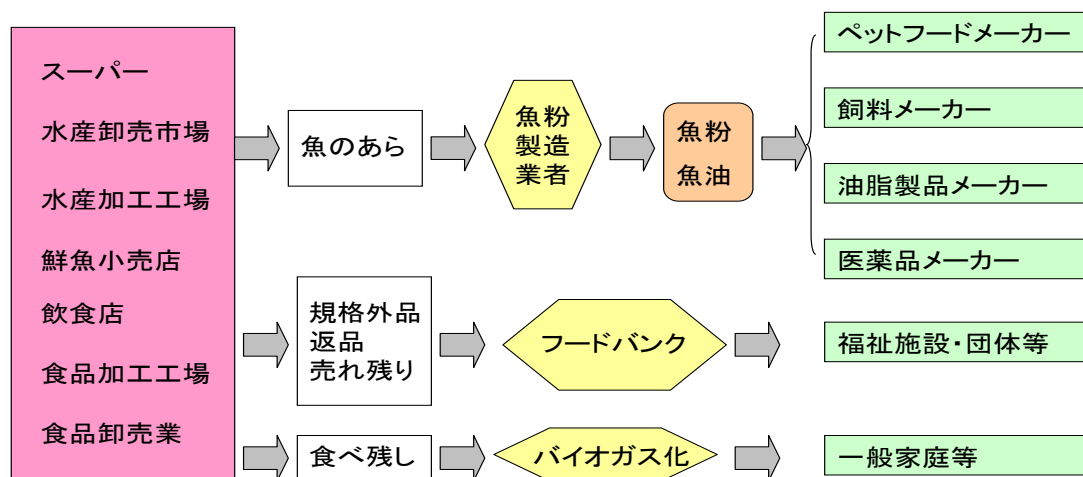 スーパー
水産卸売市場
水産加工工場
鮮魚小売店
飲食店
食品加工工場
食品卸売業
魚のあら
魚粉
製造
業者
魚粉
魚油
ペットフードメーカー
飼料メーカー
油脂製品メーカー
医薬品メーカー
規格外品
返品
売れ残り
フードバンク
福祉施設・団体等
食べ残し
バイオガス化
一般家庭等